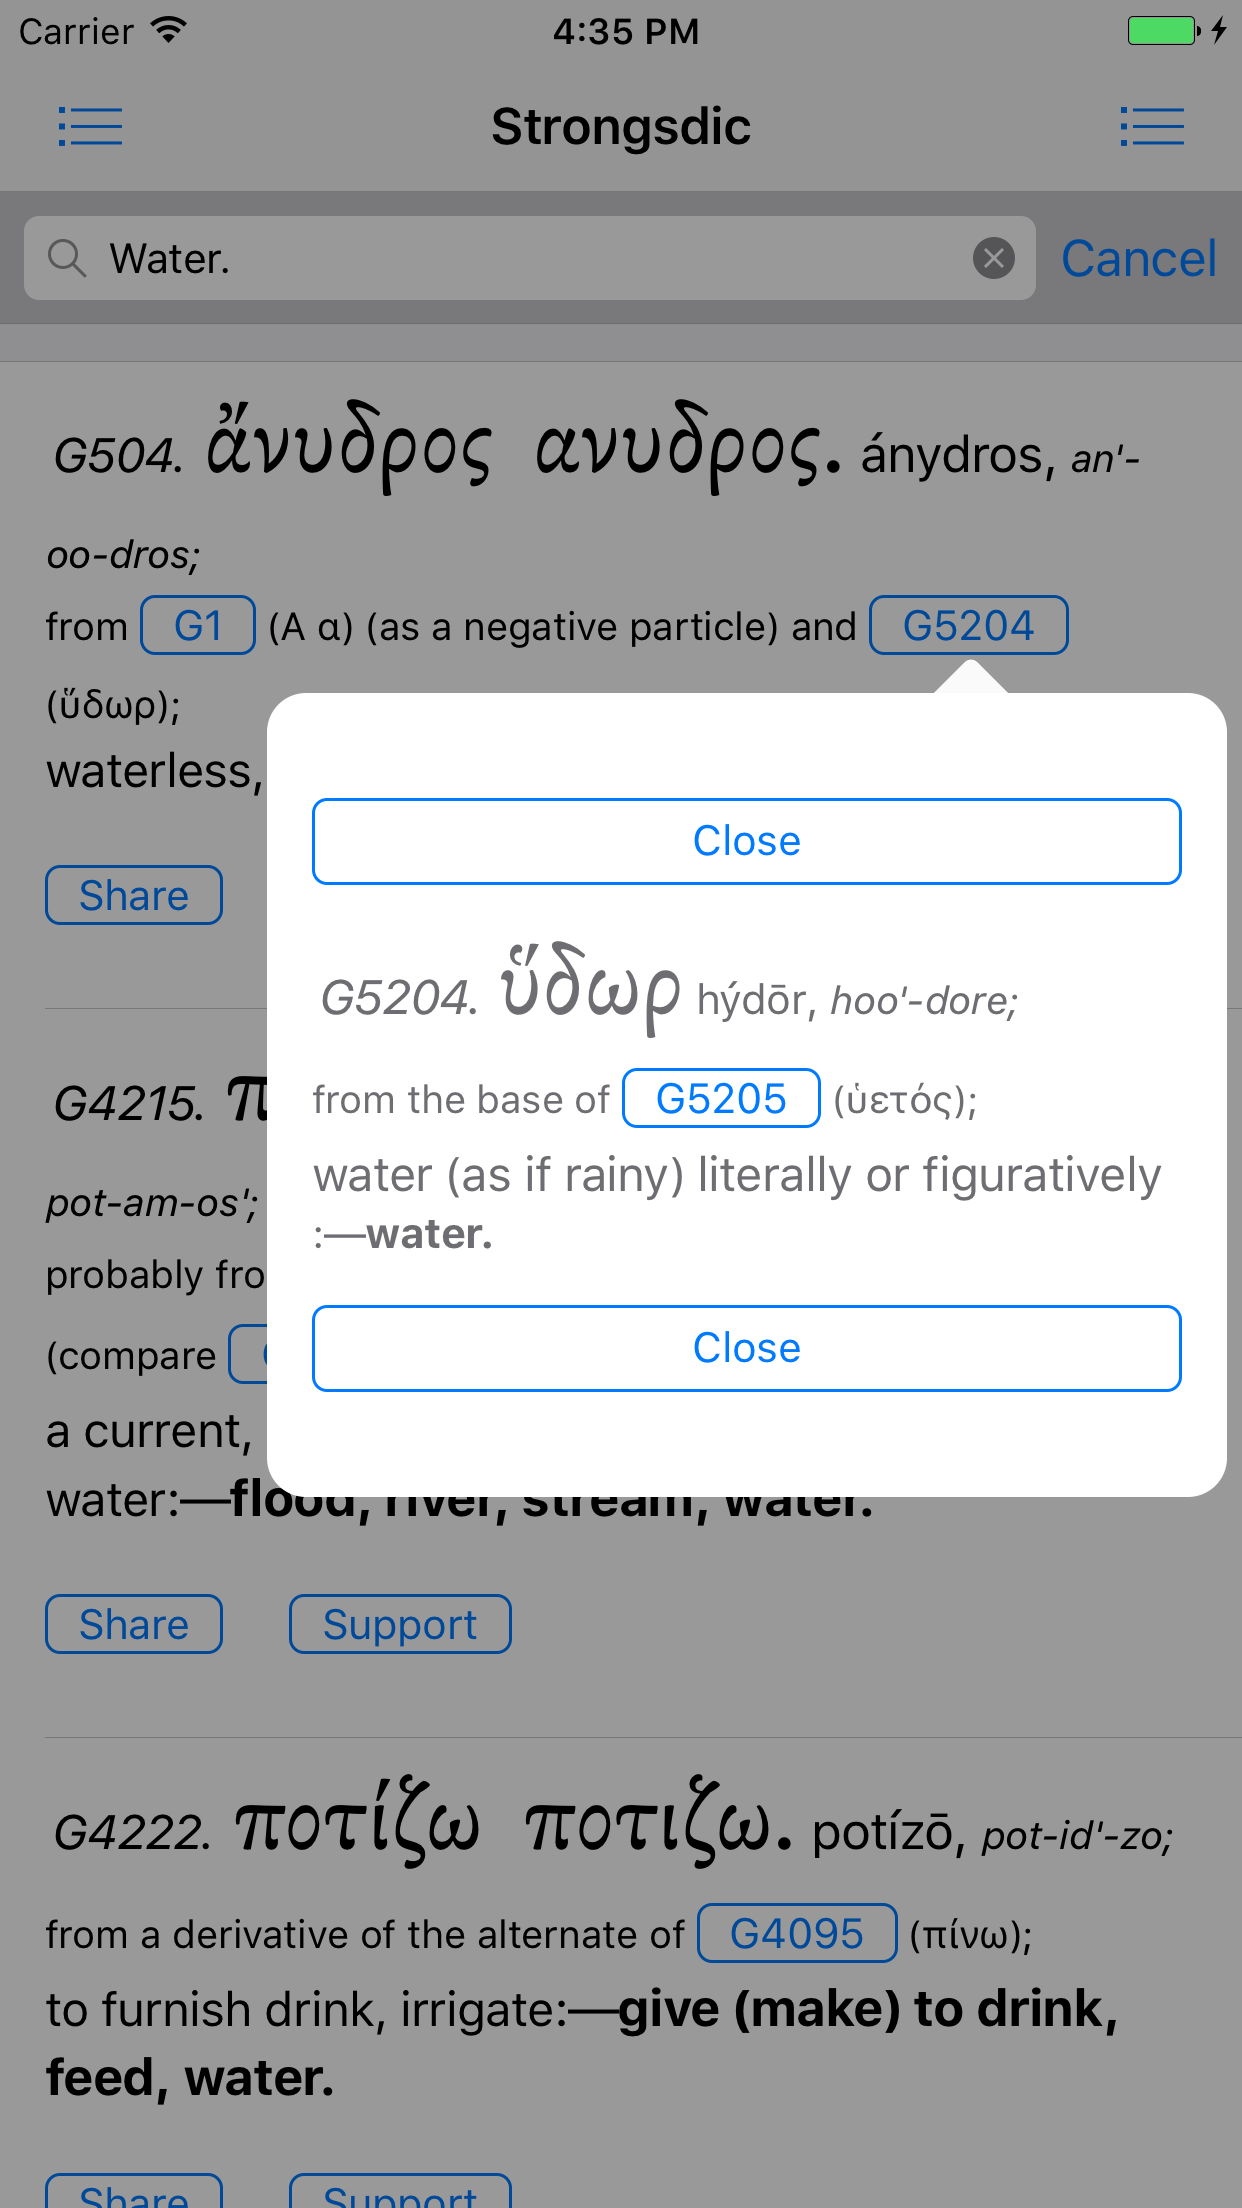 Carrier 4:35 PM
Strongsdic
Water. Cancel
G504. ἄνυδρος ανυδρος. ánydros, an'-
oo-dros;
from G1 (Α α) (as a negative particle) and G5204
(ὕδωρ);
waterless,
Share
Close
G5204. ὕδωρ hýdōr, hoo'-dore;
from the base of G5205 (ὑετός);
water (as if rainy) literally or figuratively
:—water.
Close
G4215.
pot-am-os';
probably
(compare
a current,
water:—flood, river, stream, water.
Share Support
G4222. ποτίζω ποτιζω. potízō, pot-id'-zo;
from a derivative of the alternate of G4095 (πίνω);
to furnish drink, irrigate:—give (make) to drink,
feed, water.
Share Support